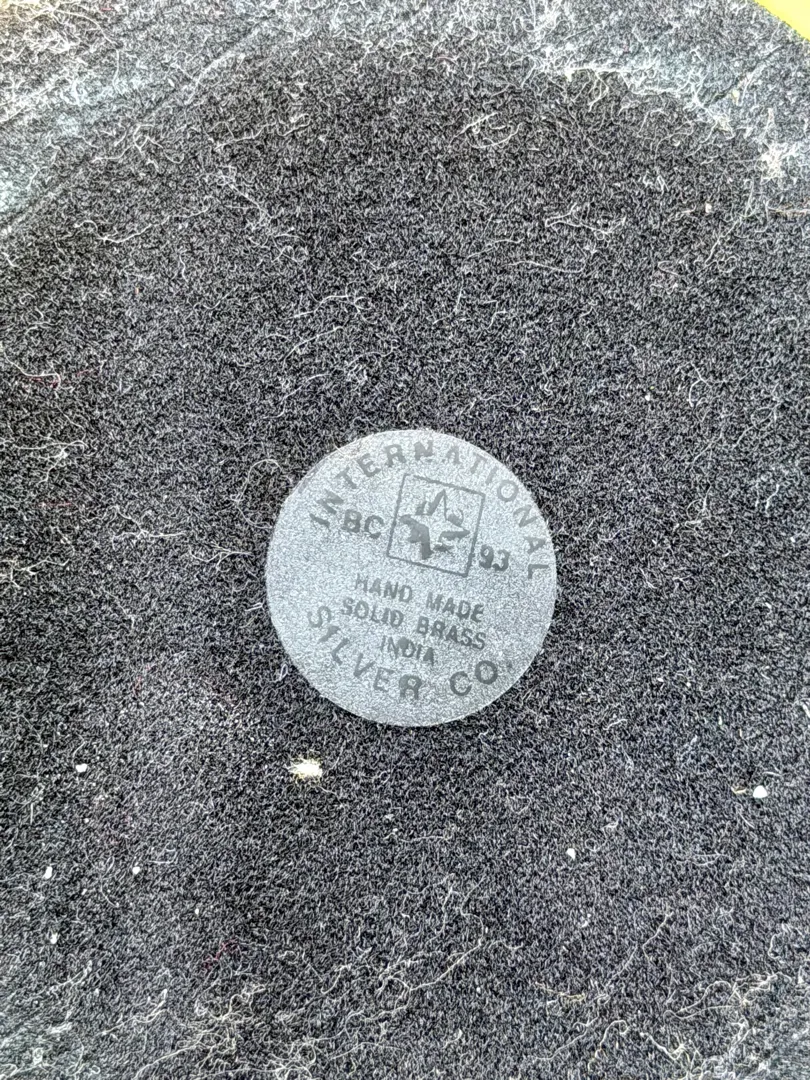 INTERNATIONAL
BC 93
HAND MADE
SOLID BRASS
INDIA
SILVER CO.